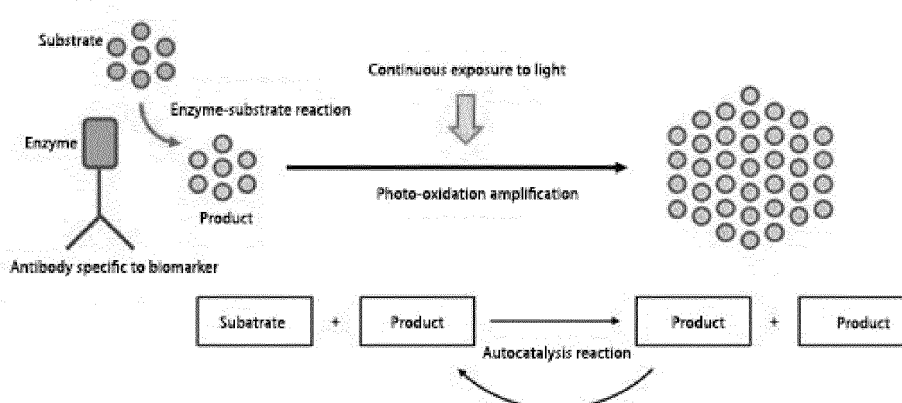 Substrate
Continuous exposure to light
Enzyme-substrate reaction
Enzyme
Photo-oxidation amplification
Product
Antibody specific to biomarker
Subatrate + Product Product + Product
Autocatalysis reaction